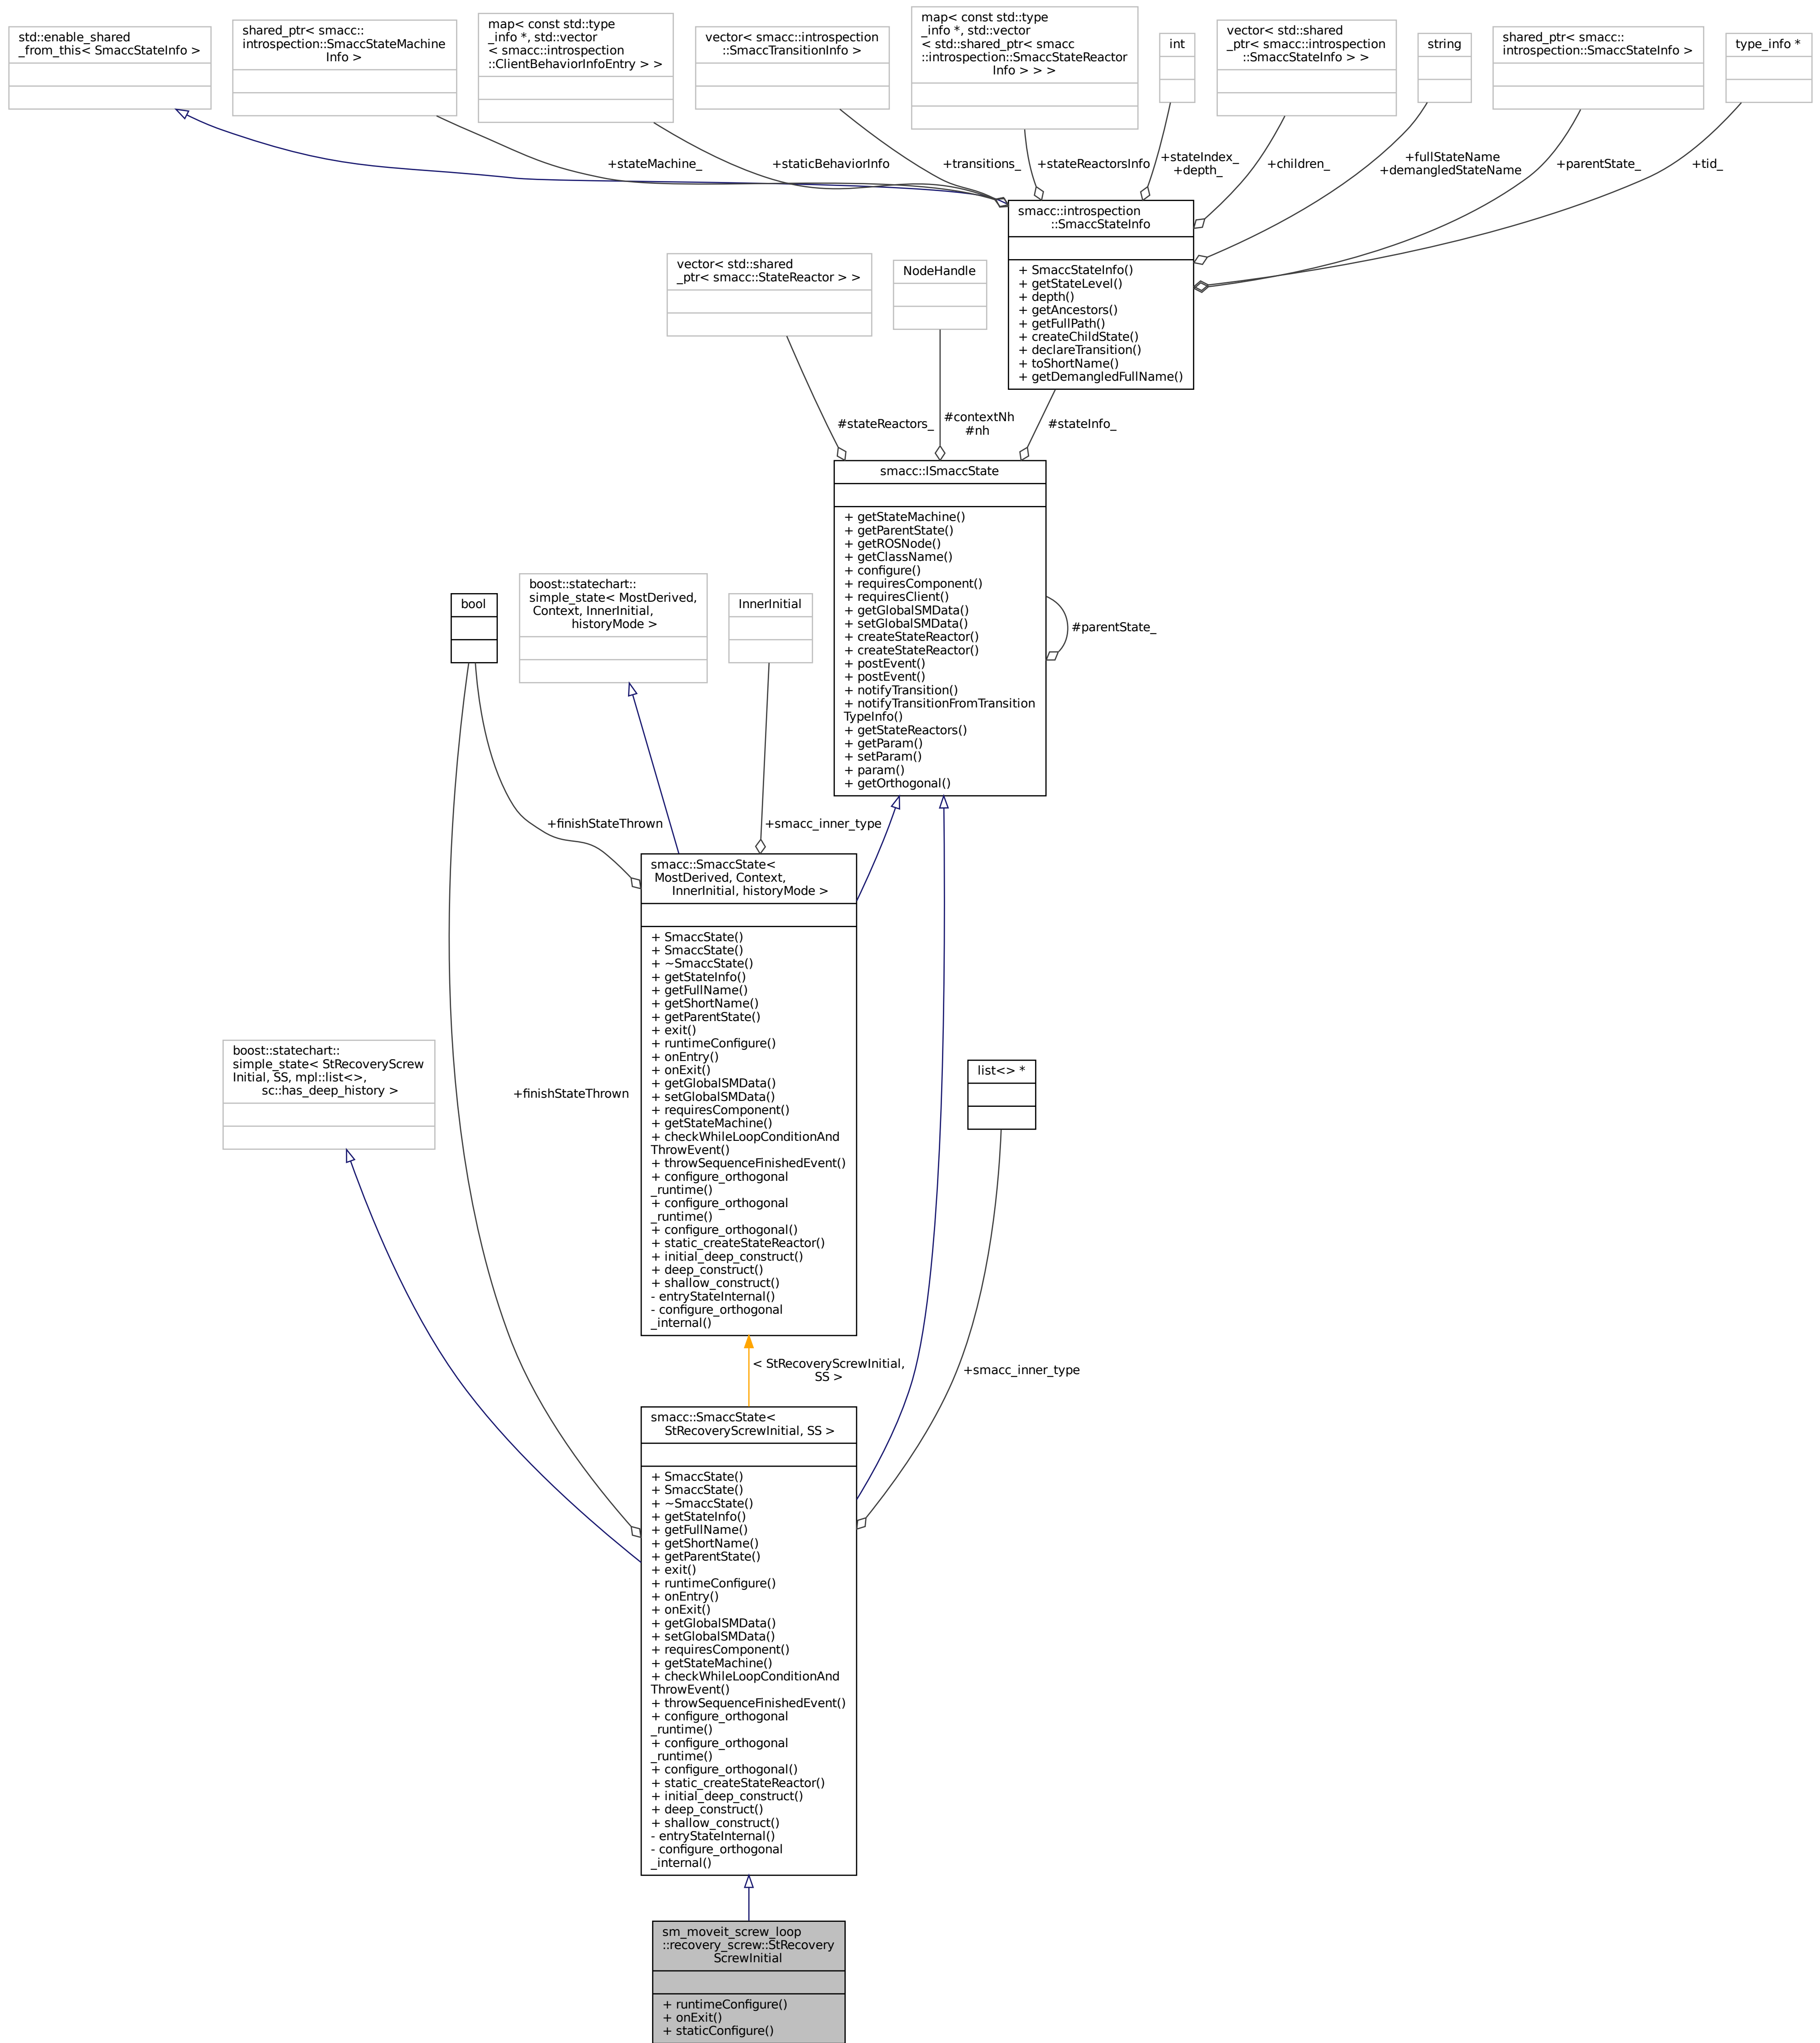 std::enable_shared
_from_this< SmaccStateInfo >
shared_ptr< smacc::
introspection::SmaccStateMachine
Info >
map< const std::type
_info *, std::vector
< smacc::introspection
::ClientBehaviorInfoEntry > >
vector< smacc::introspection
::SmaccTransitionInfo >
map< const std::type
_info *, std::vector
< std::shared_ptr< smacc
::introspection::SmaccStateReactor
Info > > >
int
vector< std::shared
_ptr< smacc::introspection
::SmaccStateInfo > >
string
shared_ptr< smacc::
introspection::SmaccStateInfo >
type_info *
+stateMachine_
+staticBehaviorInfo
+transitions_
+stateReactorsInfo
+stateIndex_
+depth_
+children_
+fullStateName
+demangledStateName
+parentState_
+tid_
smacc::introspection
::SmaccStateInfo
+ SmaccStateInfo()
+ getStateLevel()
+ depth()
+ getAncestors()
+ getFullPath()
+ createChildState()
+ declareTransition()
+ toShortName()
+ getDemangledFullName()
vector< std::shared
_ptr< smacc::StateReactor > >
NodeHandle
#stateReactors_
#contextNh
#nh
#stateInfo_
smacc::ISmaccState
+ getStateMachine()
+ getParentState()
+ getROSNode()
+ getClassName()
+ configure()
+ requiresComponent()
+ requiresClient()
+ getGlobalSMData()
+ setGlobalSMData()
+ createStateReactor()
+ createStateReactor()
+ postEvent()
+ postEvent()
+ notifyTransition()
+ notifyTransitionFromTransition
TypeInfo()
+ getStateReactors()
+ getParam()
+ setParam()
+ param()
+ getOrthogonal()
#parentState_
bool
boost::statechart::
simple_state< MostDerived,
Context, InnerInitial,
historyMode >
InnerInitial
+finishStateThrown
+smacc_inner_type
smacc::SmaccState<
MostDerived, Context,
InnerInitial, historyMode >
+ SmaccState()
+ SmaccState()
+ ~SmaccState()
+ getStateInfo()
+ getFullName()
+ getShortName()
+ getParentState()
+ exit()
+ runtimeConfigure()
+ onEntry()
+ onExit()
+ getGlobalSMData()
+ setGlobalSMData()
+ requiresComponent()
+ getStateMachine()
+ checkWhileLoopConditionAnd
ThrowEvent()
+ throwSequenceFinishedEvent()
+ configure_orthogonal
_runtime()
+ configure_orthogonal
_runtime()
+ configure_orthogonal()
+ static_createStateReactor()
+ initial_deep_construct()
+ deep_construct()
+ shallow_construct()
- entryStateInternal()
- configure_orthogonal
_internal()
boost::statechart::
simple_state< StRecoveryScrew
Initial, SS, mpl::list<>,
sc::has_deep_history >
+finishStateThrown
list<> *
< StRecoveryScrewInitial,
SS >
+smacc_inner_type
smacc::SmaccState<
StRecoveryScrewInitial, SS >
+ SmaccState()
+ SmaccState()
+ ~SmaccState()
+ getStateInfo()
+ getFullName()
+ getShortName()
+ getParentState()
+ exit()
+ runtimeConfigure()
+ onEntry()
+ onExit()
+ getGlobalSMData()
+ setGlobalSMData()
+ requiresComponent()
+ getStateMachine()
+ checkWhileLoopConditionAnd
ThrowEvent()
+ throwSequenceFinishedEvent()
+ configure_orthogonal
_runtime()
+ configure_orthogonal
_runtime()
+ configure_orthogonal()
+ static_createStateReactor()
+ initial_deep_construct()
+ deep_construct()
+ shallow_construct()
- entryStateInternal()
- configure_orthogonal
_internal()
sm_moveit_screw_loop
::recovery_screw::StRecovery
ScrewInitial
+ runtimeConfigure()
+ onExit()
+ staticConfigure()